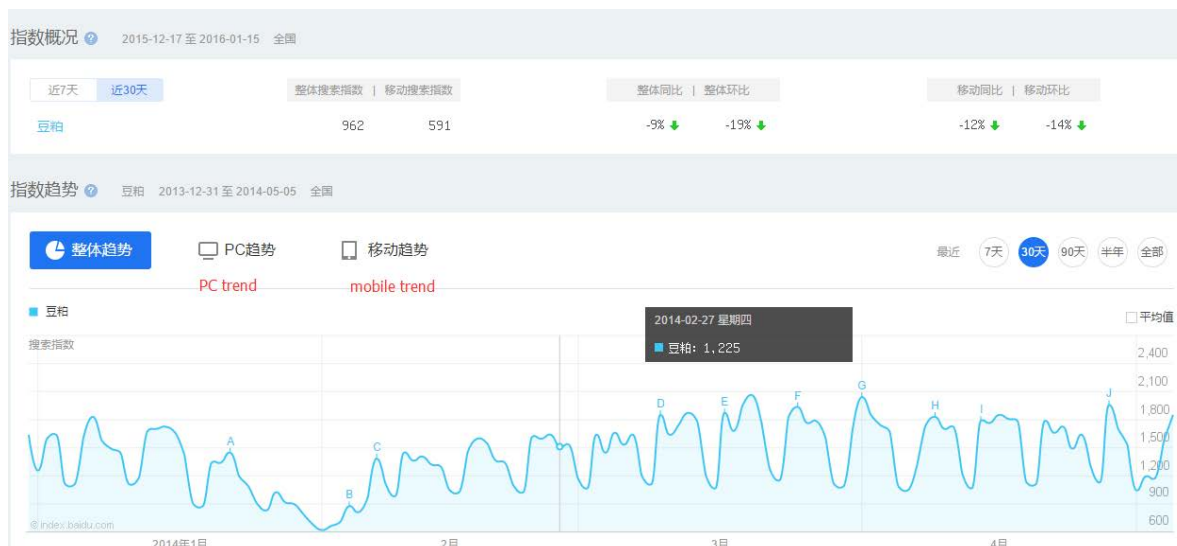 指数概况 ? 2015-12-17 至 2016-01-15 全国
近7天 近30天 整体搜索指数 | 移动搜索指数 整体同比 | 整体环比 移动同比 | 移动环比
豆粕 962 591 -9% -19% -12% -14%
指数趋势 ? 豆粕 2013-12-31 至 2014-05-05 全国
整体趋势 PC趋势 移动趋势 最近 7天 30天 90天 半年 全部
PC trend mobile trend
豆粕 2014-02-27 星期四 平均值
豆粕: 1,225
搜索指数 2,400
2,100
1,800
1,500
1,200
900
600
A B C D E F G H I J
© index.baidu.com
2014年1月 2月 3月 4月